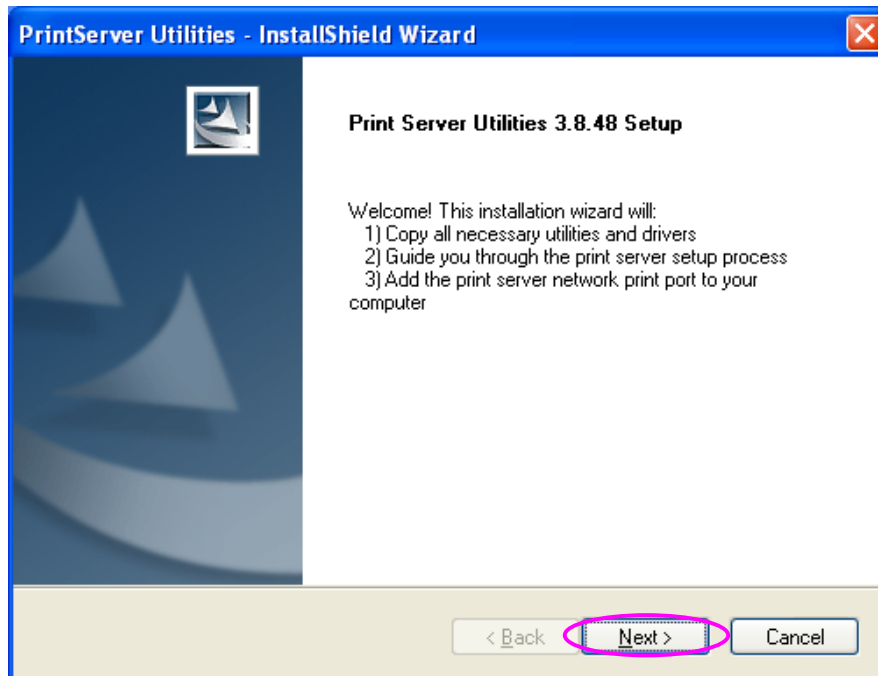 PrintServer Utilities - InstallShield Wizard
Print Server Utilities 3.8.48 Setup
Welcome! This installation wizard will:
1) Copy all necessary utilities and drivers
2) Guide you through the print server setup process
3) Add the print server network print port to your
computer
< Back Next > Cancel